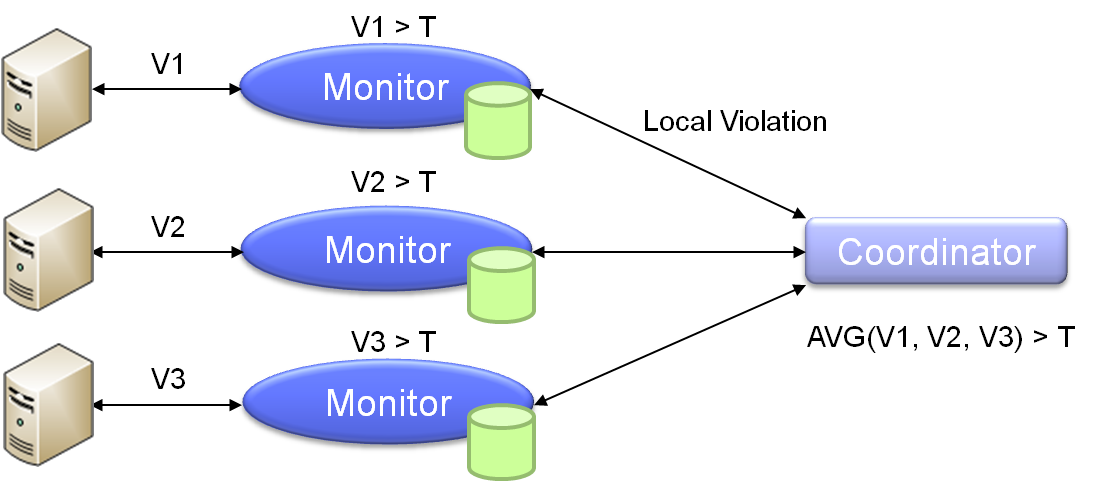 V1 > T
V1
Monitor
Local Violation
V2 > T
V2
Monitor
Coordinator
V3 > T
AVG(V1, V2, V3) > T
V3
Monitor